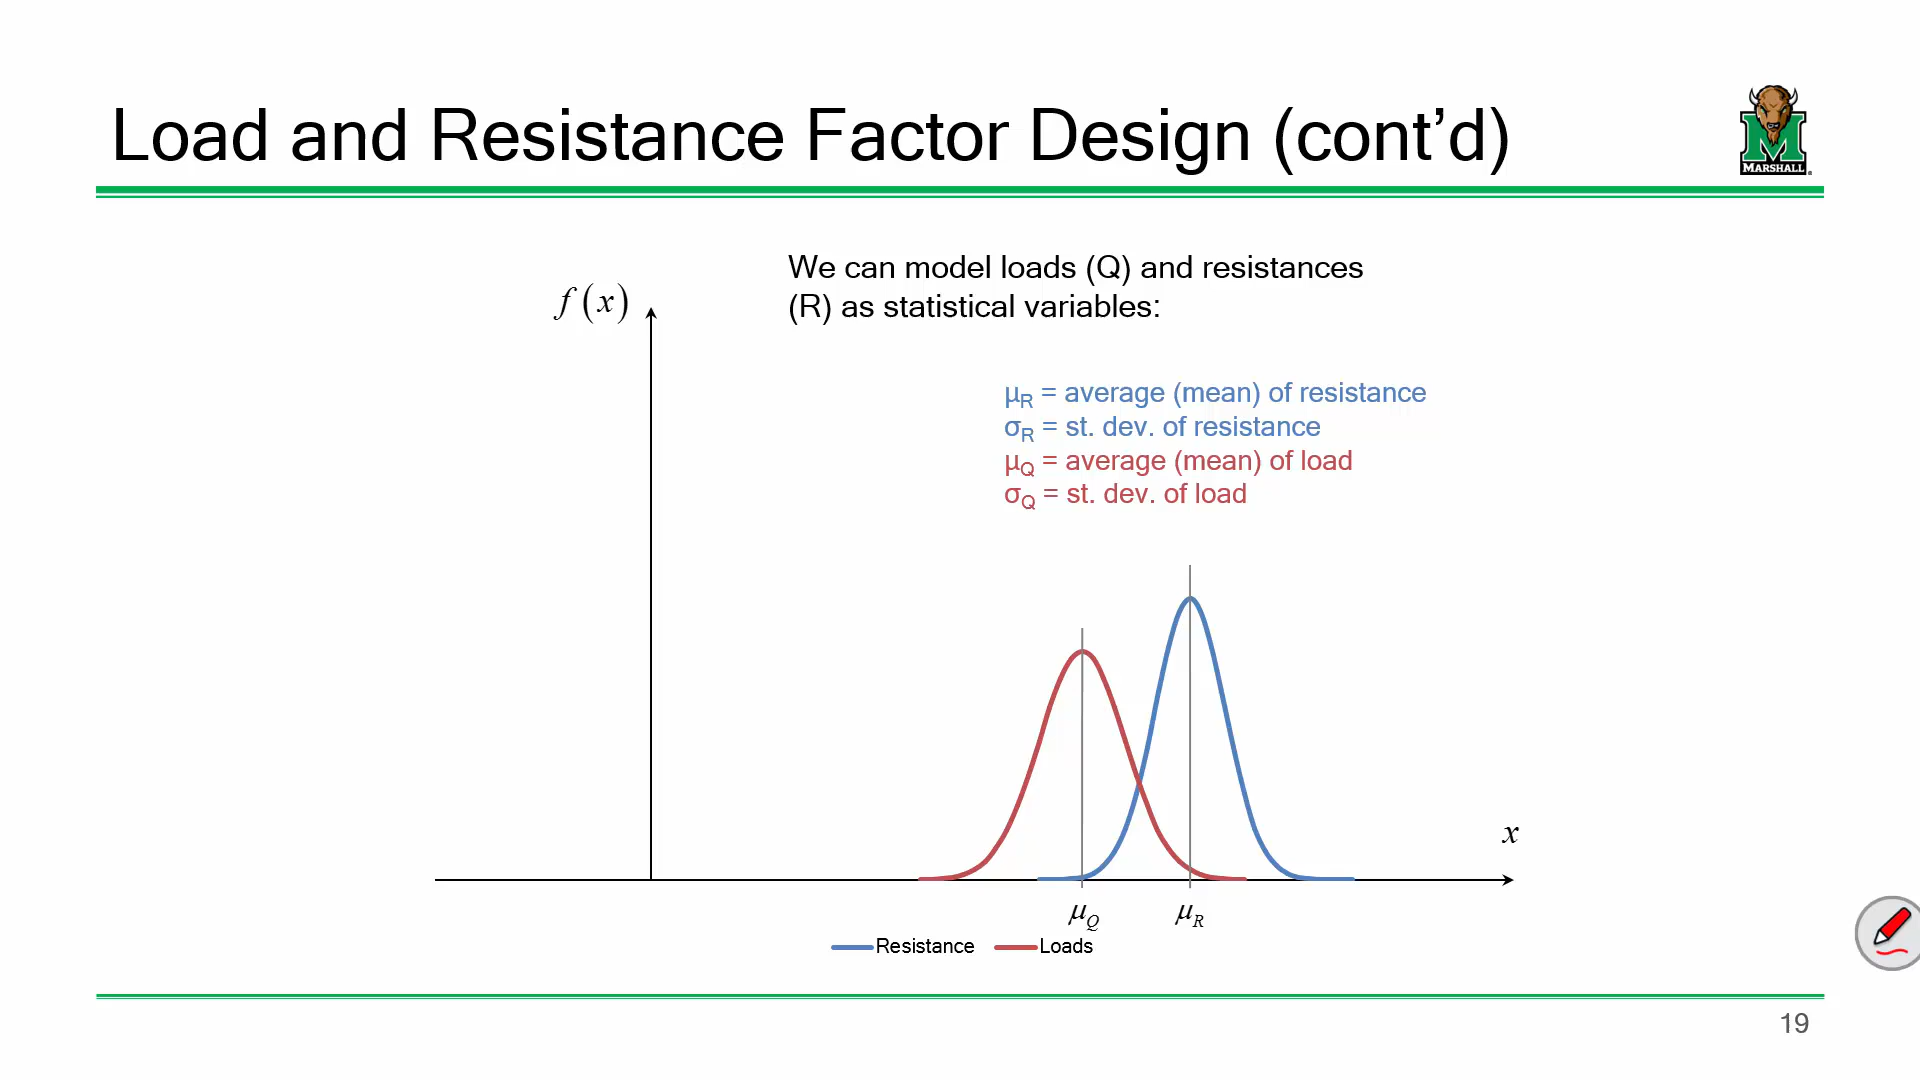 Load and Resistance Factor Design (cont’d)
MARSHALL
We can model loads (Q) and resistances
(R) as statistical variables:
f(x)
μR = average (mean) of resistance
σR = st. dev. of resistance
μQ = average (mean) of load
σQ = st. dev. of load
x
μQ μR
Resistance Loads
19